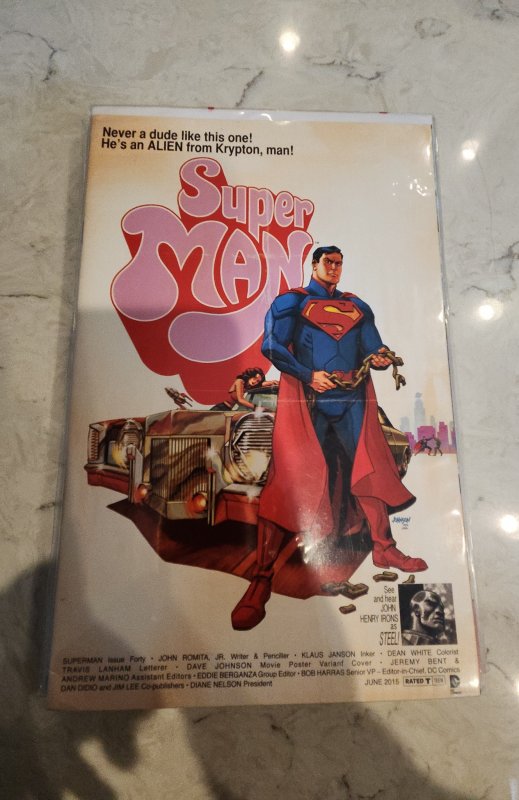 Never a dude like this one!
He's an ALIEN from Krypton, man!
Super
MAN
See
and hear
JOHN
HENRY IRONS
as
STEEL!
SUPERMAN Issue Forty · JOHN ROMITA, JR. Writer & Penciller · KLAUS JANSON Inker · DEAN WHITE Colorist
TRAVIS LANHAM Letterer · DAVE JOHNSON Movie Poster Variant Cover · JEREMY BENT &
ANDREW MARINO Assistant Editors · EDDIE BERGANZA Group Editor · BOB HARRAS Senior VP – Editor-in-Chief, DC Comics
DAN DIDIO and JIM LEE Co-publishers · DIANE NELSON President
JUNE 2015 RATED T TEEN